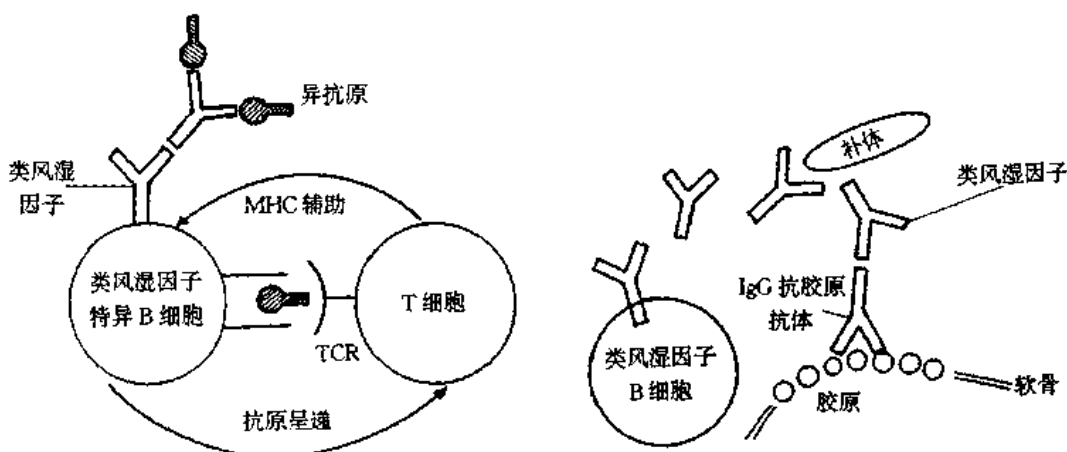 异抗原
类风湿
因子
MHC 辅助
类风湿因子
特异 B 细胞
T 细胞
TCR
抗原呈递
补体
类风湿因子
IgG 抗胶原
抗体
类风湿因子
B 细胞
胶原
软骨